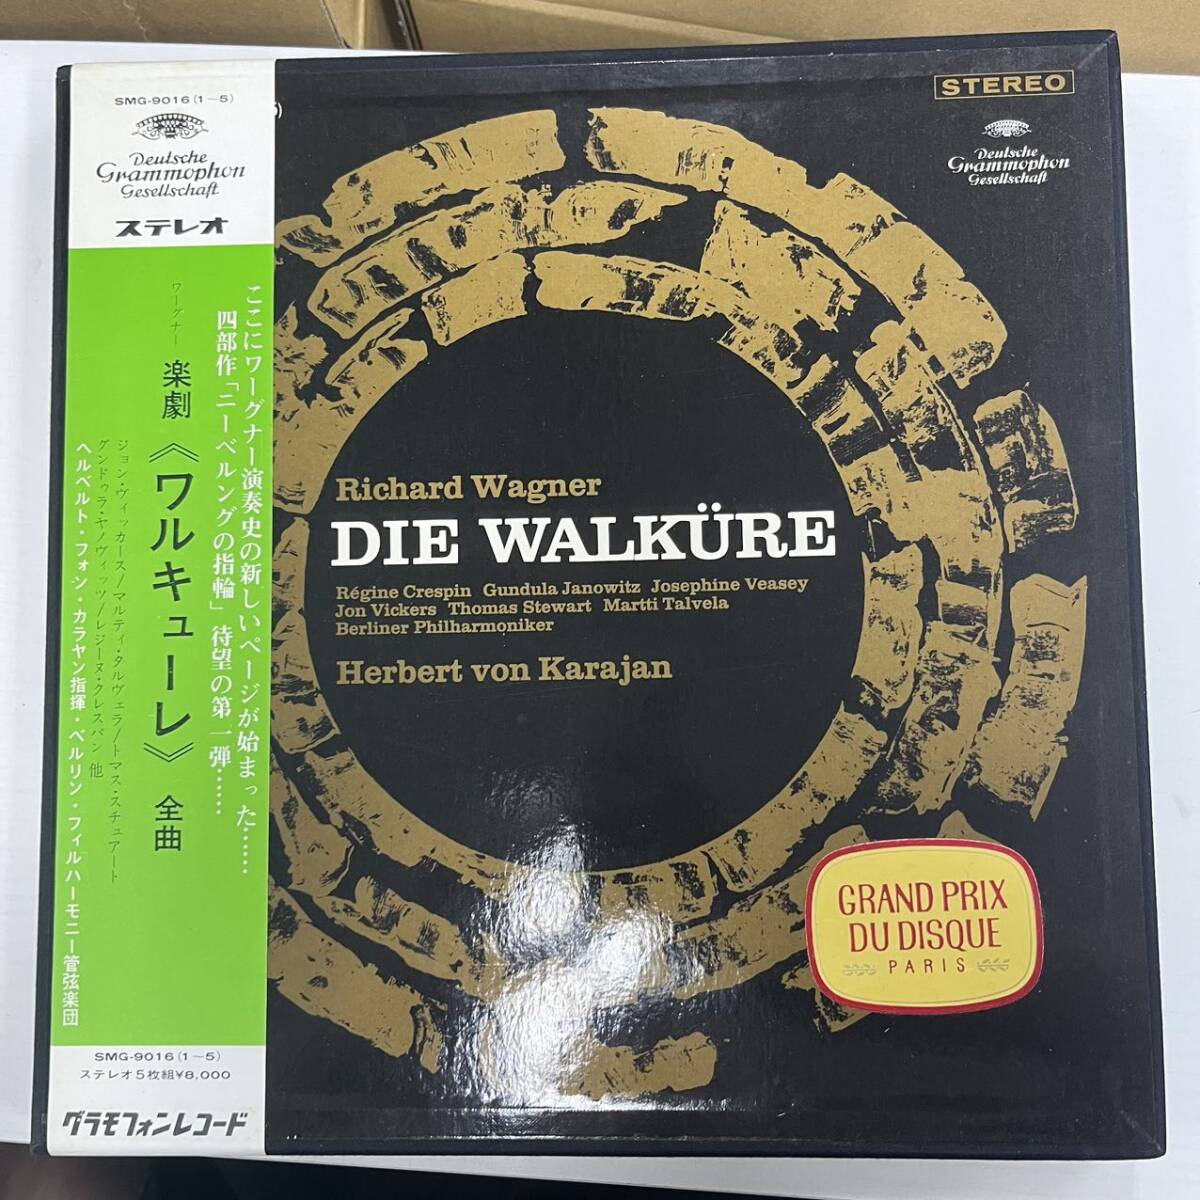 SMG-9016(1～5)
Deutsche
Grammophon
Gesellschaft
ステレオ
ここにワーグナー演奏史の新しいページが始まった……
四部作「ニーベルングの指輪」待望の第一弾……
ワーグナー
楽劇《ワルキューレ》全曲
ジョン・ヴィッカース/マルティ・タルヴェラ/トマス・スチュアート
グンドゥラ・ヤノヴィッツ/レジーヌ・クレスパン 他
ヘルベルト・フォン・カラヤン指揮・ベルリン・フィルハーモニー管弦楽団
SMG-9016(1～5)
ステレオ5枚組¥8,000
グラモフォンレコード
STEREO
Deutsche
Grammophon
Gesellschaft
Richard Wagner
DIE WALKÜRE
Régine Crespin Gundula Janowitz Josephine Veasey
Jon Vickers Thomas Stewart Martti Talvela
Berliner Philharmoniker
Herbert von Karajan
GRAND PRIX
DU DISQUE
PARIS